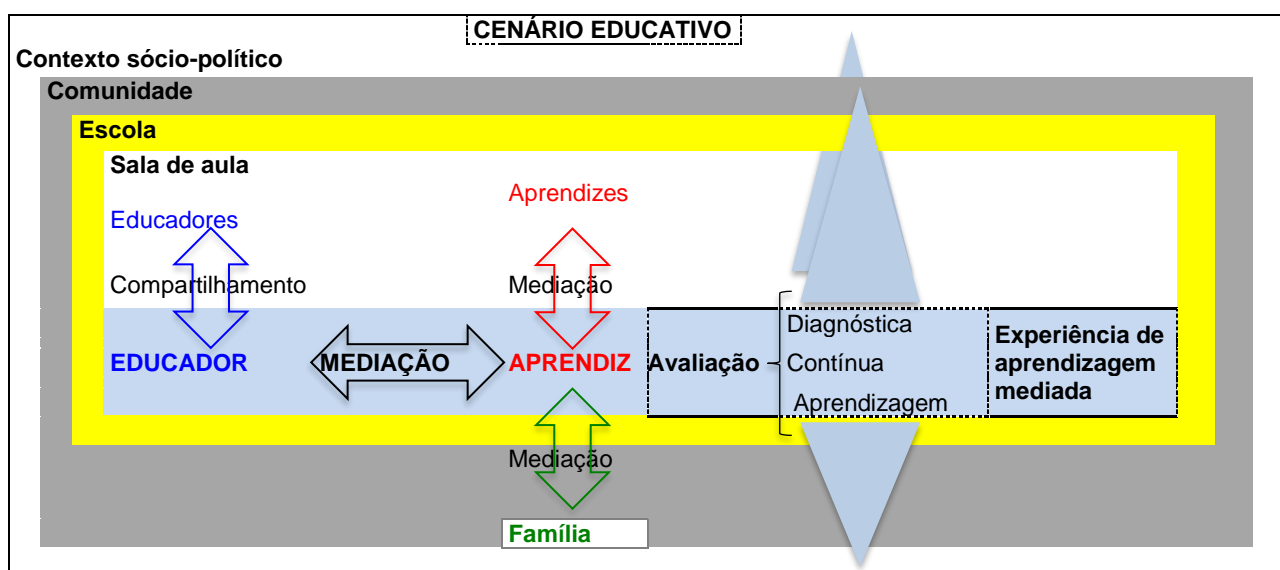 CENÁRIO EDUCATIVO
Contexto sócio-político
Comunidade
Escola
Sala de aula
Aprendizes
Educadores
Compartilhamento
Mediação
EDUCADOR
MEDIAÇÃO
APRENDIZ
Avaliação
Diagnóstica
Contínua
Aprendizagem
Experiência de
aprendizagem
mediada
Mediação
Família